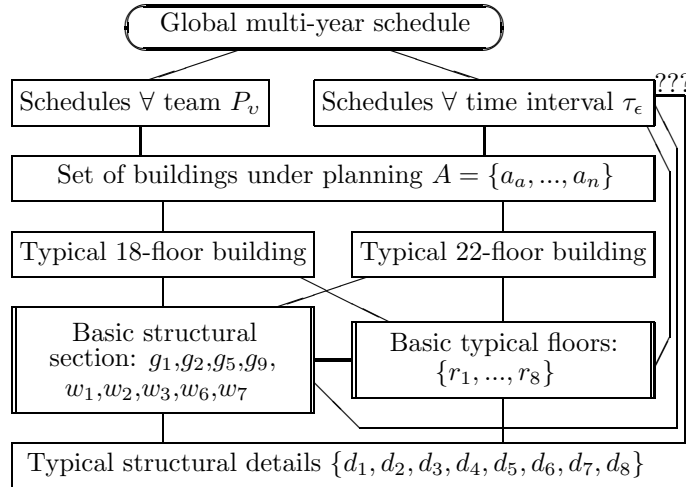 Global multi-year schedule
???
Schedules ∀ team P_υ
Schedules ∀ time interval τ_ϵ
Set of buildings under planning A = {a_a, ..., a_n}
Typical 18-floor building
Typical 22-floor building
Basic structural
section: g_1,g_2,g_5,g_9,
w_1,w_2,w_3,w_6,w_7
Basic typical floors:
{r_1, ..., r_8}
Typical structural details {d_1, d_2, d_3, d_4, d_5, d_6, d_7, d_8}